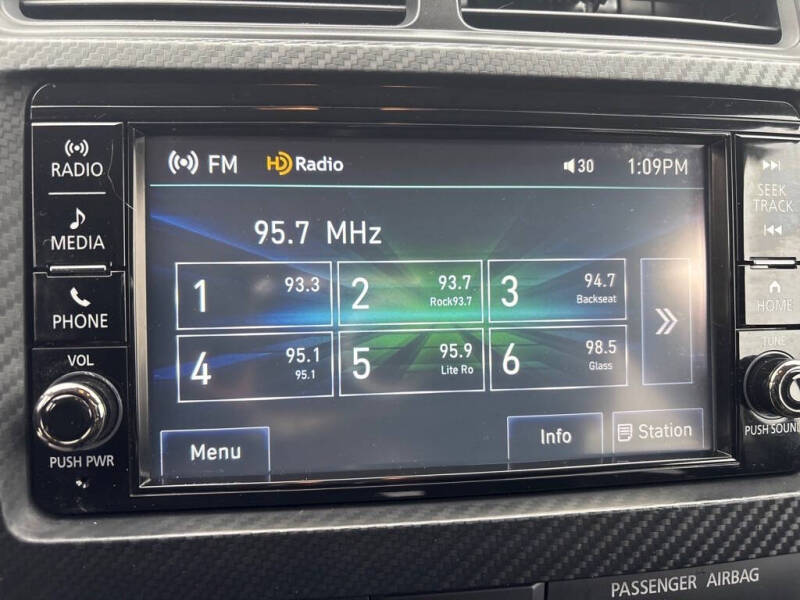 RADIO
MEDIA
PHONE
VOL
PUSH PWR
FM HD Radio 30 1:09PM
95.7 MHz
1 93.3
2 93.7
Rock93.7
3 94.7
Backseat
4 95.1
95.1
5 95.9
Lite Ro
6 98.5
Glass
Menu
Info
Station
SEEK
TRACK
HOME
TUNE
PUSH SOUN
PASSENGER AIRBAG